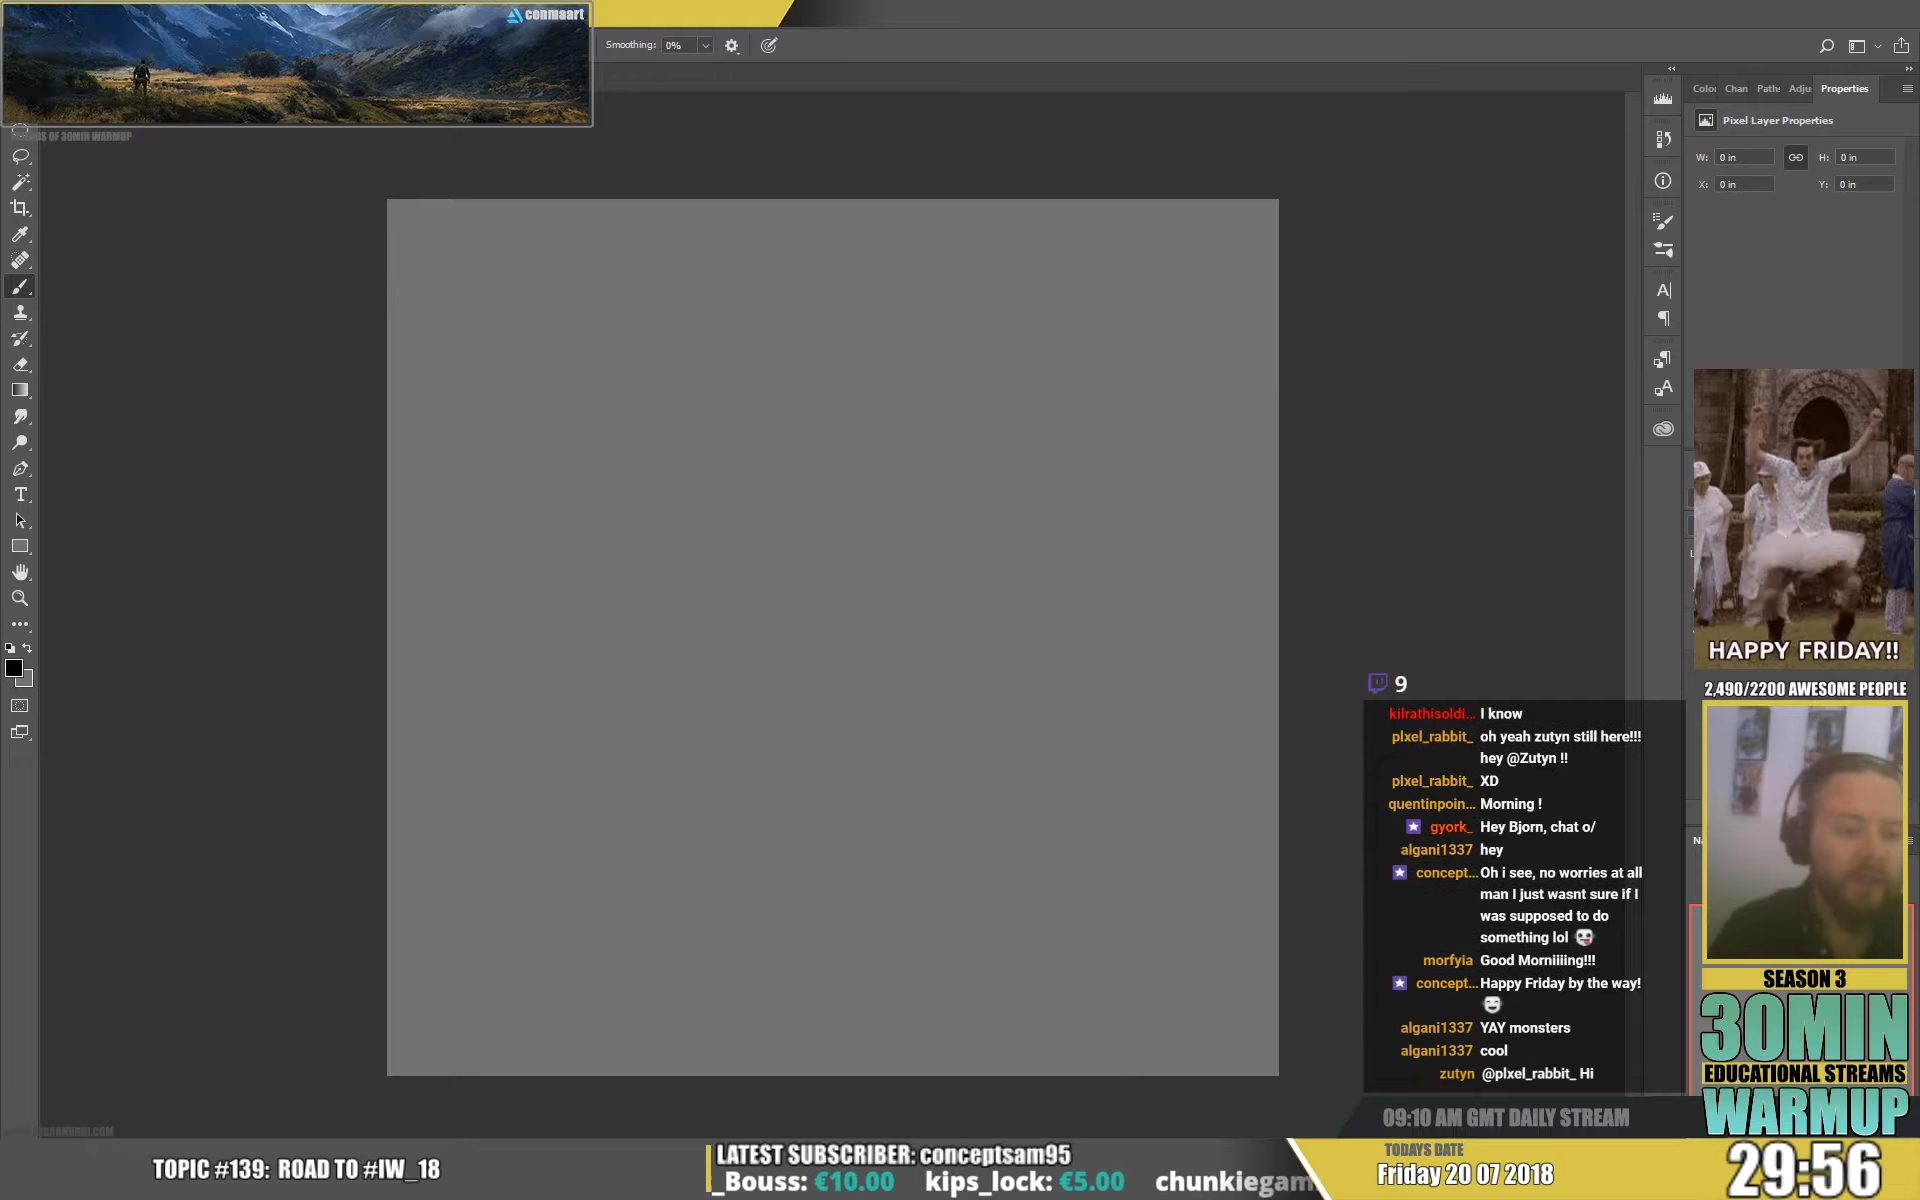 conmaart
Smoothing: 0%
S OF 30MIN WARMUP
Chan Paths Adju Properties
Pixel Layer Properties
W: 0 in H: 0 in
X: 0 in Y: 0 in
HAPPY FRIDAY!!
2,490/2200 AWESOME PEOPLE
9
kilrathisoldi... I know
plxel_rabbit_ oh yeah zutyn still here!!!
hey @Zutyn !!
plxel_rabbit_ XD
quentinpoin... Morning !
gyork_ Hey Bjorn, chat o/
algani1337 hey
concept... Oh i see, no worries at all
man I just wasnt sure if I
was supposed to do
something lol
morfyia Good Morniiiing!!!
concept... Happy Friday by the way!
algani1337 YAY monsters
algani1337 cool
zutyn @plxel_rabbit_ Hi
SEASON 3
30MIN
EDUCATIONAL STREAMS
WARMUP
09:10 AM GMT DAILY STREAM
TOPIC #139: ROAD TO #IW_18
LATEST SUBSCRIBER: conceptsam95
_Bouss: €10.00 kips_lock: €5.00 chunkiegam
TODAYS DATE
Friday 20 07 2018
29:56